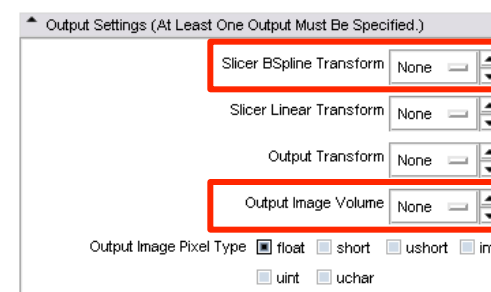 Output Settings (At Least One Output Must Be Specified.)
Slicer BSpline Transform None
Slicer Linear Transform None
Output Transform None
Output Image Volume None
Output Image Pixel Type float short ushort in
uint uchar